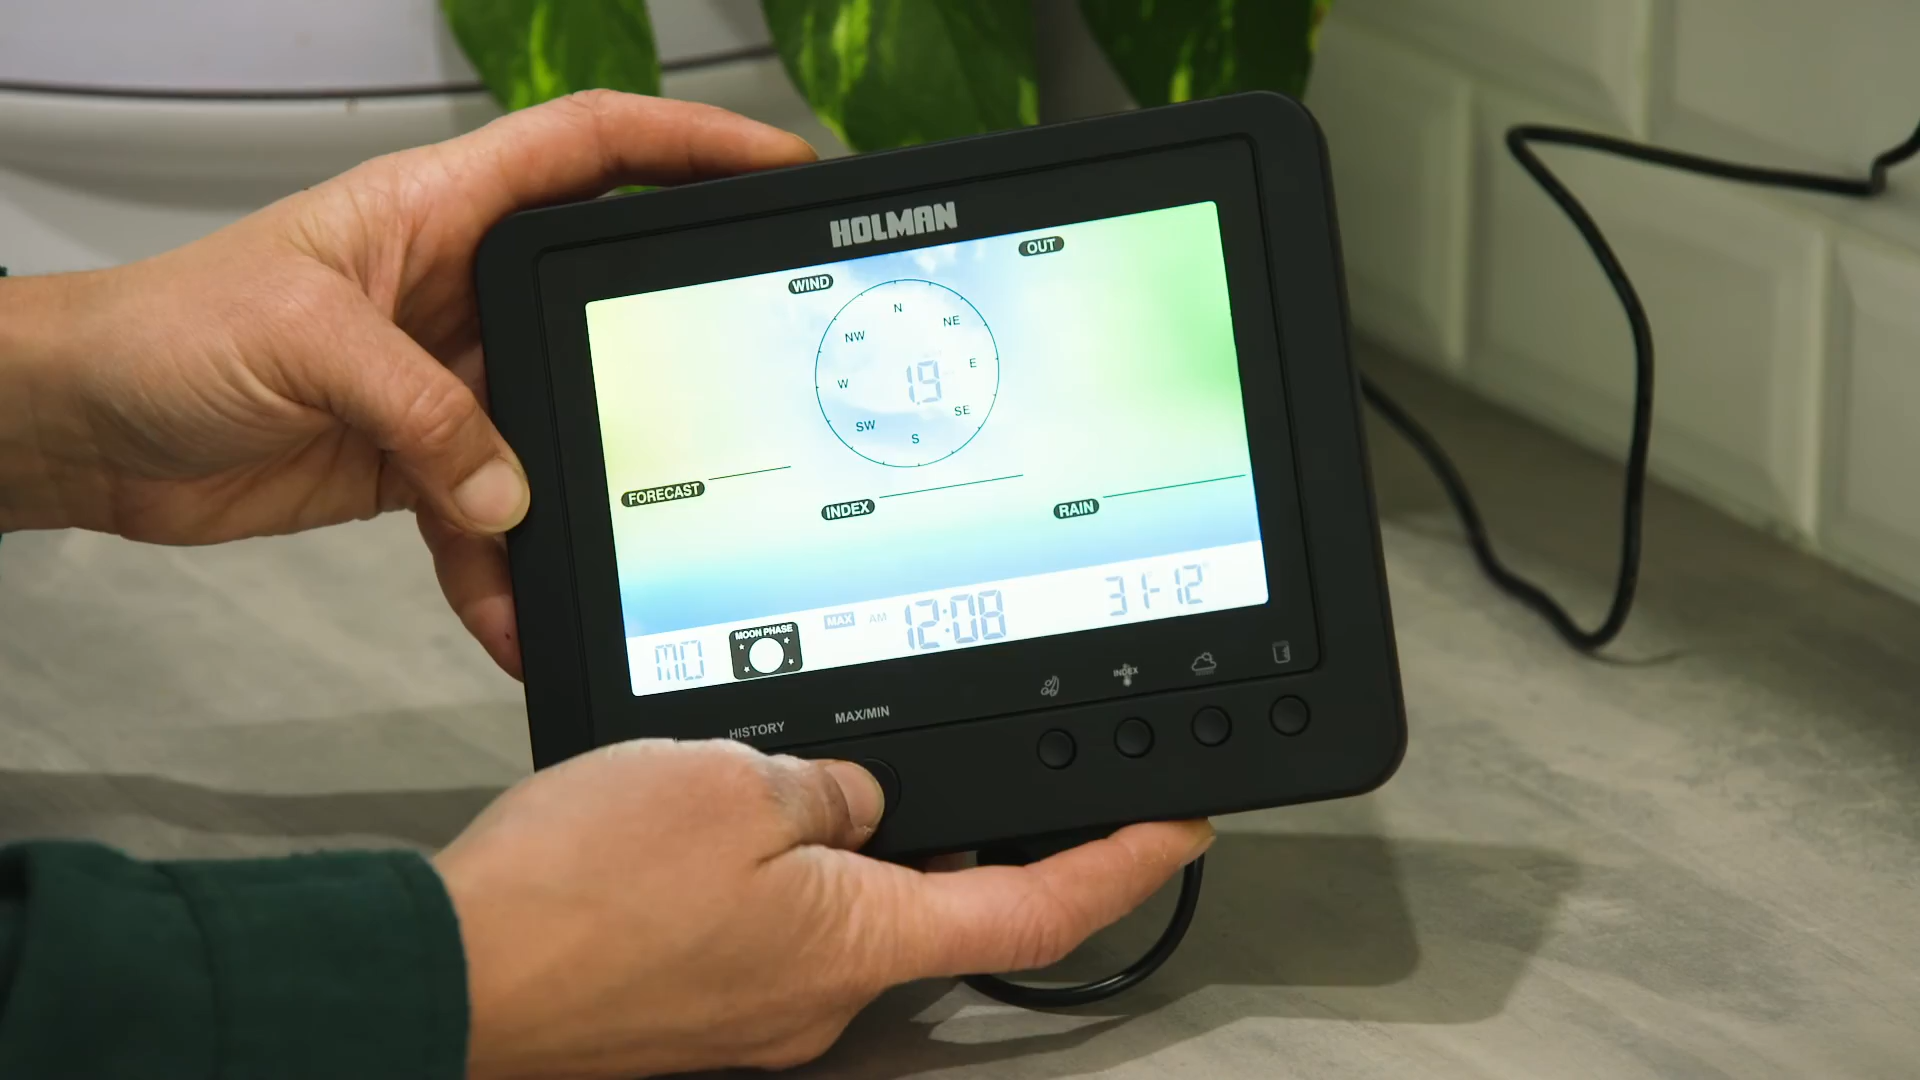 HOLMAN
WIND
OUT
N
NW
NE
1.9
W
E
SW
SE
S
FORECAST
INDEX
RAIN
MO
MOON PHASE
MAX
AM
12:08
31-12
HISTORY
MAX/MIN
INDEX